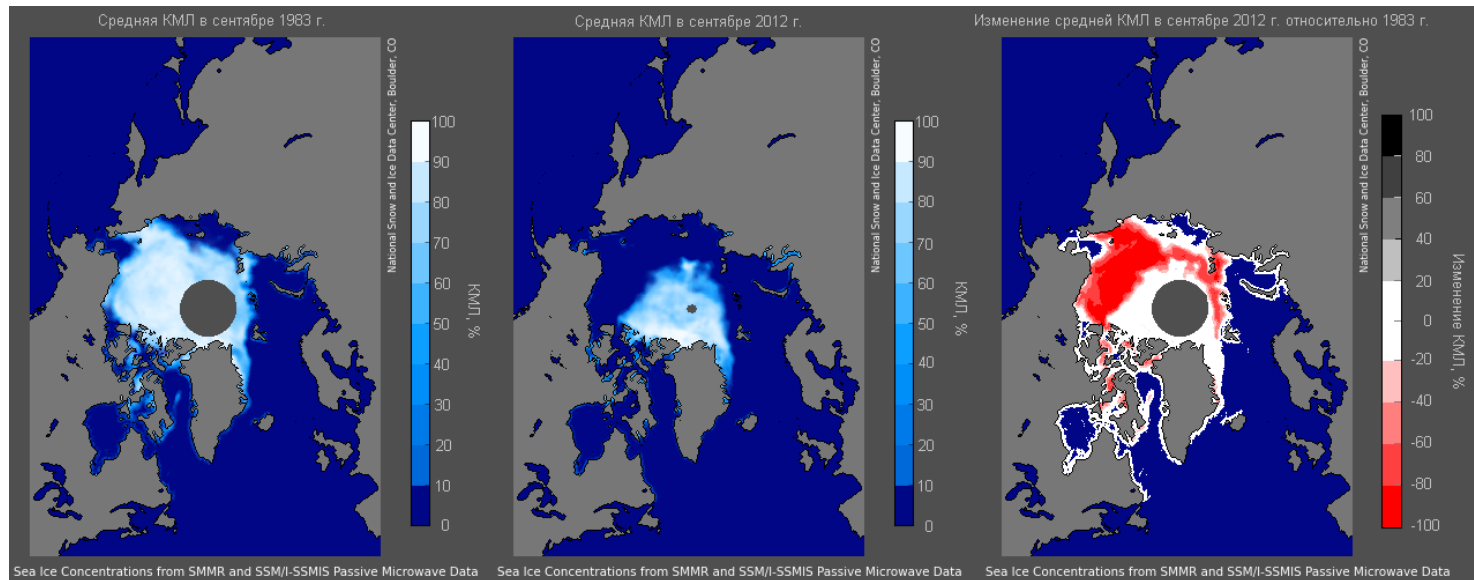 Средняя КМЛ в сентябре 1983 г.
National Snow and Ice Data Center, Boulder, CO
100
90
80
70
60
50
40
30
20
10
0
КМЛ, %
Sea Ice Concentrations from SMMR and SSM/I-SSMIS Passive Microwave Data
Средняя КМЛ в сентябре 2012 г.
National Snow and Ice Data Center, Boulder, CO
100
90
80
70
60
50
40
30
20
10
0
КМЛ, %
Sea Ice Concentrations from SMMR and SSM/I-SSMIS Passive Microwave Data
Изменение средней КМЛ в сентябре 2012 г. относительно 1983 г.
National Snow and Ice Data Center, Boulder, CO
100
80
60
40
20
0
-20
-40
-60
-80
-100
Изменение КМЛ, %
Sea Ice Concentrations from SMMR and SSM/I-SSMIS Passive Microwave Data